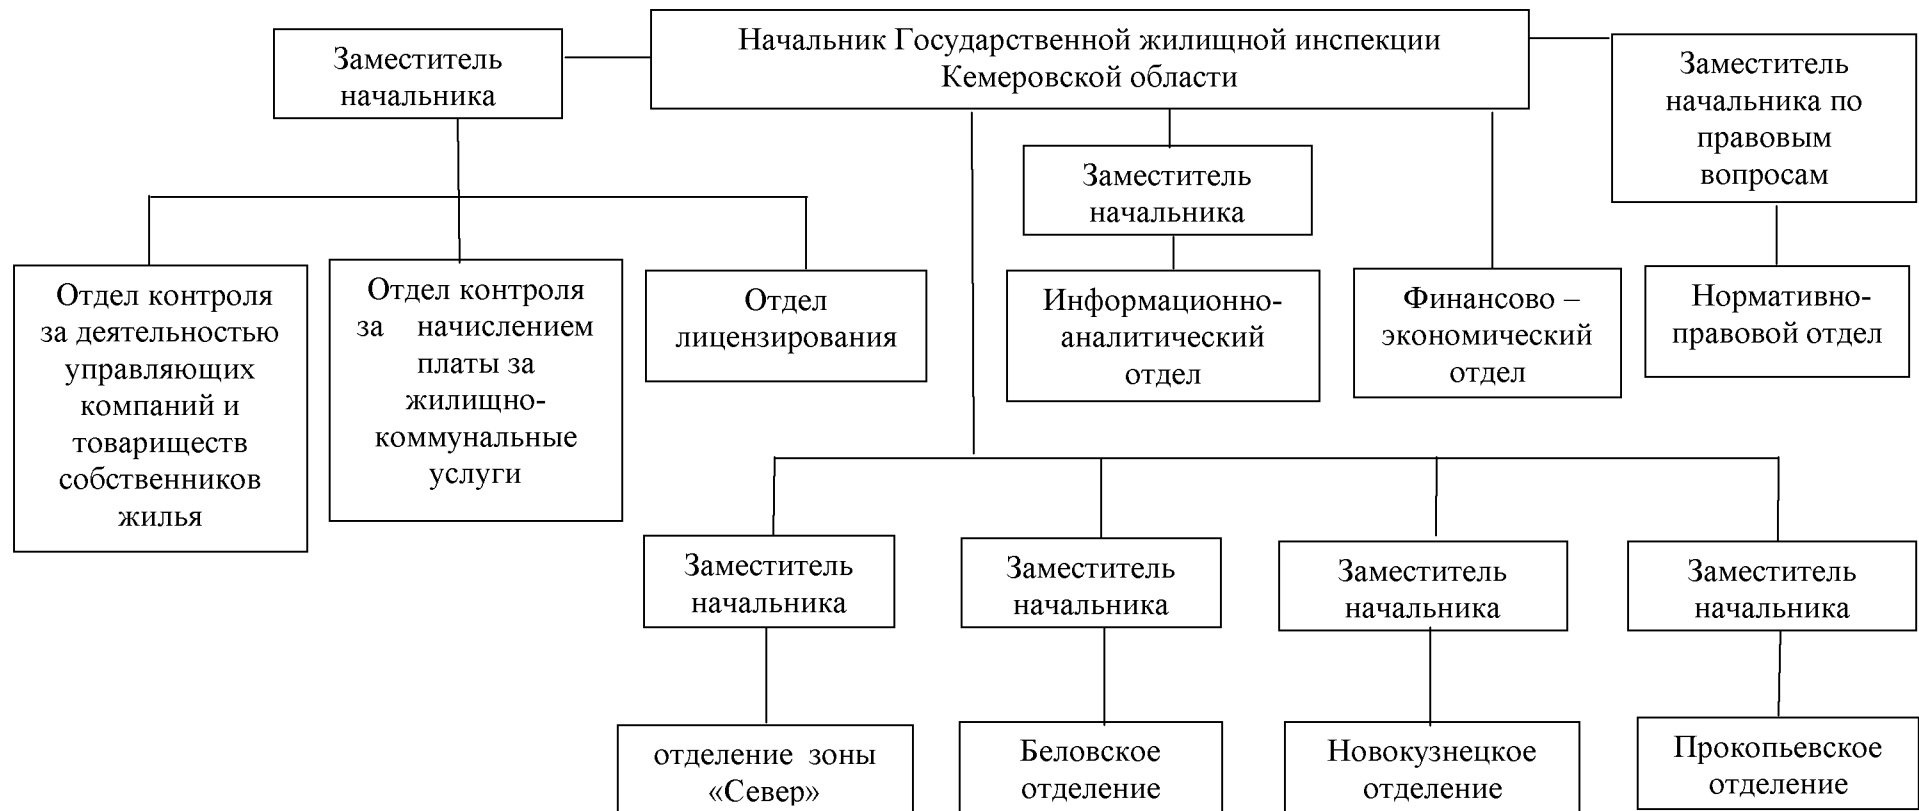 Начальник Государственной жилищной инспекции
Кемеровской области
Заместитель
начальника
Заместитель
начальника по
правовым
вопросам
Заместитель
начальника
Отдел контроля
за деятельностью
управляющих
компаний и
товариществ
собственников
жилья
Отдел контроля
за начислением
платы за
жилищно-
коммунальные
услуги
Отдел
лицензирования
Информационно-
аналитический
отдел
Финансово –
экономический
отдел
Нормативно-
правовой отдел
Заместитель
начальника
Заместитель
начальника
Заместитель
начальника
Заместитель
начальника
отделение зоны
«Север»
Беловское
отделение
Новокузнецкое
отделение
Прокопьевское
отделение